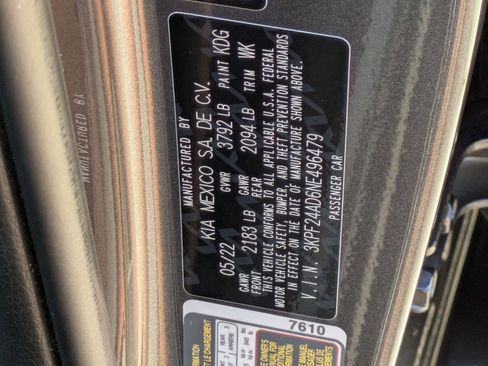 MANUFACTURED BY
KIA MEXICO S.A. DE C.V.
05/22 GVWR 3792 LB PAINT KDG
GAWR FRONT 2183 LB GAWR REAR 2094 LB TRIM WK
THIS VEHICLE CONFORMS TO ALL APPLICABLE U.S.A. FEDERAL
MOTOR VEHICLE SAFETY, BUMPER, AND THEFT-PREVENTION STANDARDS
IN EFFECT ON THE DATE OF MANUFACTURE SHOWN ABOVE.
V.I.N. 3KPF24AD6NE496479
PASSENGER CAR
7610
MANUFACTURED BY